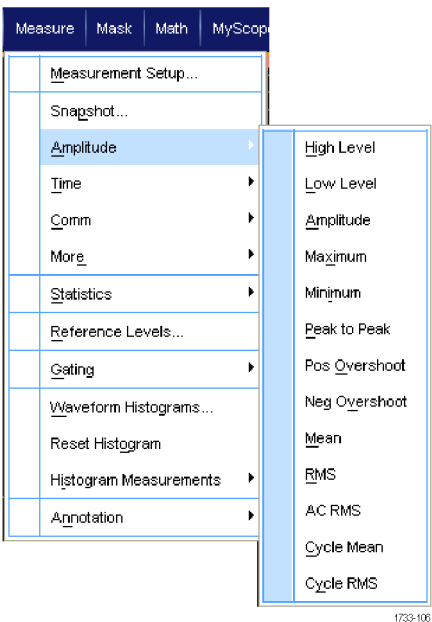 Measure Mask Math MyScop
Measurement Setup...
Snapshot...
Amplitude
Time
Comm
More
Statistics
Reference Levels...
Gating
Waveform Histograms...
Reset Histogram
Histogram Measurements
Annotation
High Level
Low Level
Amplitude
Maximum
Minimum
Peak to Peak
Pos Overshoot
Neg Overshoot
Mean
RMS
AC RMS
Cycle Mean
Cycle RMS
1733-106